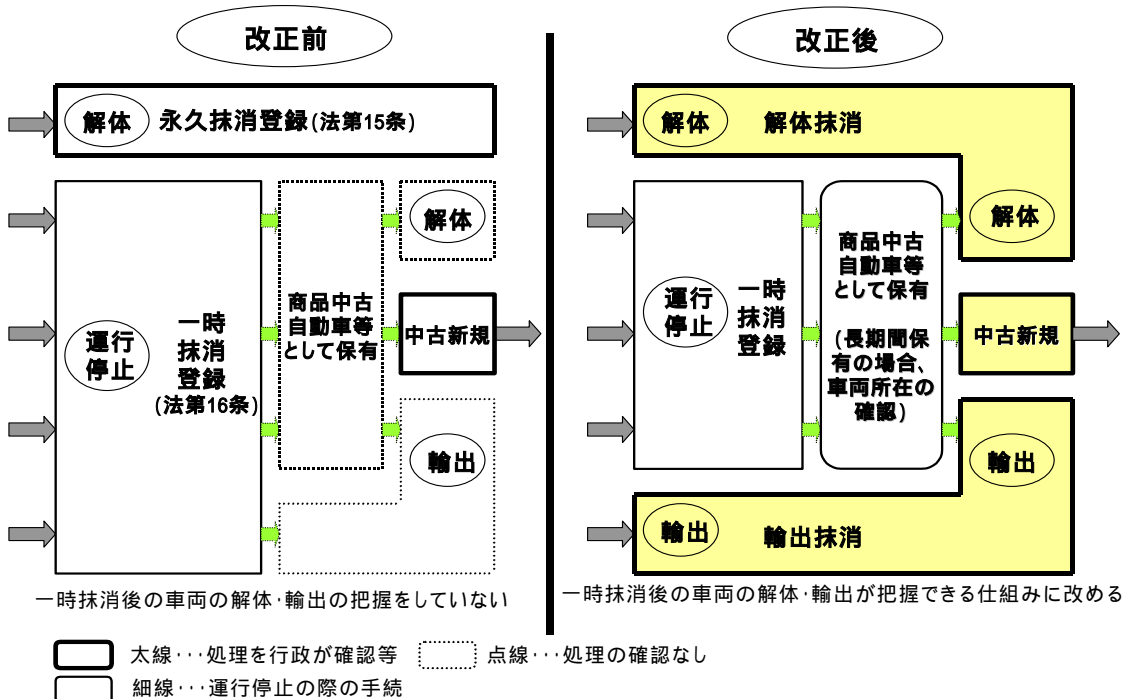 改正前
解体
永久抹消登録(法第15条)
運行
停止
一時
抹消
登録
(法第16条)
商品中古
自動車等
として保有
解体
中古新規
輸出
一時抹消後の車両の解体・輸出の把握をしていない
改正後
解体
解体抹消
解体
運行
停止
一時
抹消
登録
商品中古
自動車等
として保有
(長期間保
有の場合、
車両所在の
確認)
中古新規
輸出
輸出
輸出抹消
一時抹消後の車両の解体・輸出が把握できる仕組みに改める
太線・・・処理を行政が確認等
点線・・・処理の確認なし
細線・・・運行停止の際の手続